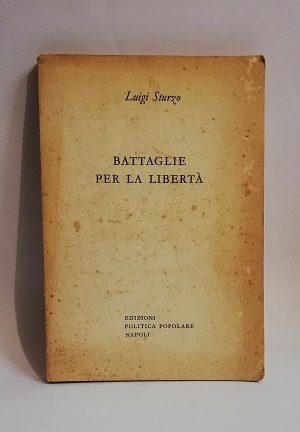 Luigi Sturzo
BATTAGLIE
PER LA LIBERTÀ
EDIZIONI
POLITICA POPOLARE
NAPOLI